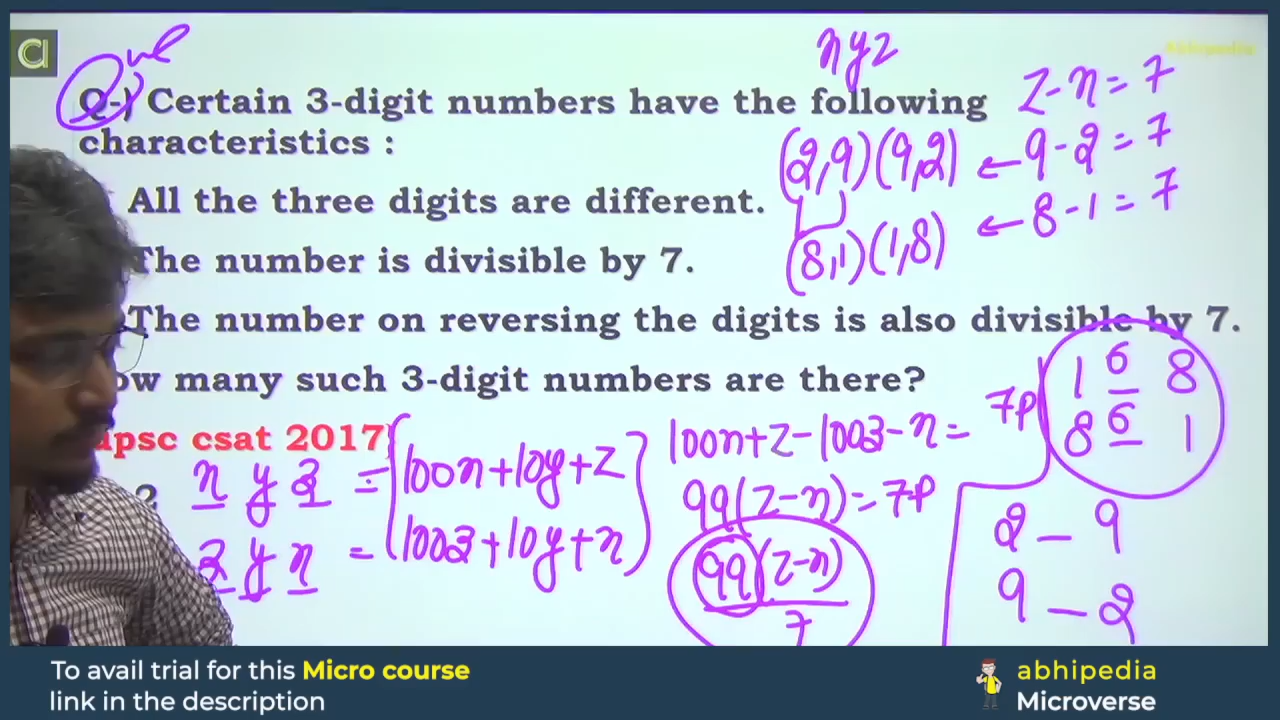 Abhipedia
xyz
Q-) Certain 3-digit numbers have the following
characteristics :
z-x=7
(2,9)(9,2) ← 9-2=7
All the three digits are different.
(8,1)(1,8) ← 8-1=7
The number is divisible by 7.
The number on reversing the digits is also divisible by 7.
ow many such 3-digit numbers are there?
1 6 8
8 6 1
upsc csat 2017
100x+z-100z-x= 7p
2
x y z = 100x+10y+z
99(z-x)=7p
z y x = 100z+10y+x
99(z-x)
7
2 - 9
9 - 2
To avail trial for this Micro course
link in the description
abhipedia
Microverse